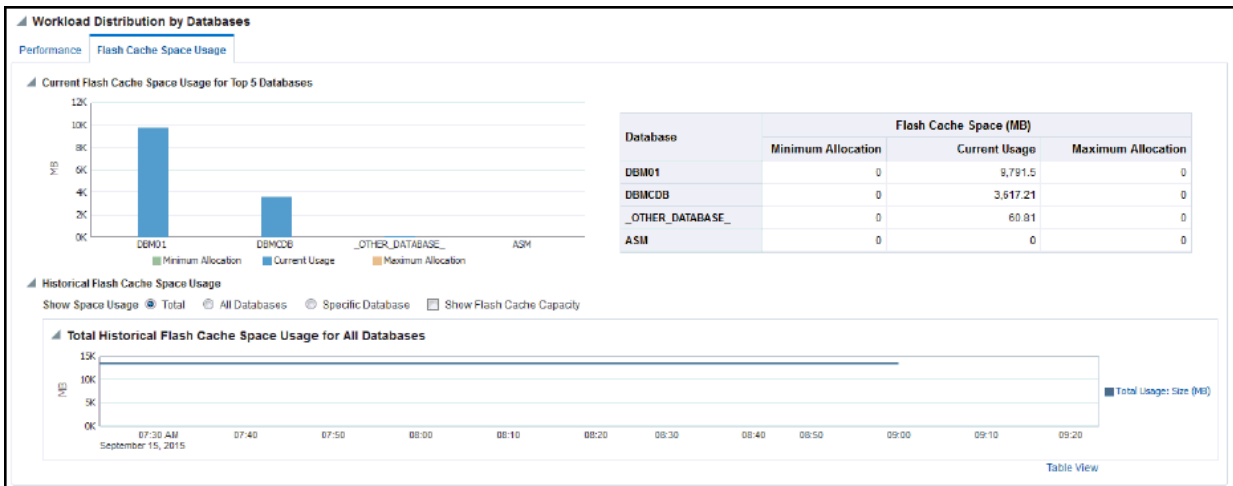 Workload Distribution by Databases
Performance Flash Cache Space Usage
Current Flash Cache Space Usage for Top 5 Databases
12K
10K
8K
6K
4K
2K
0K
MB
DBM01 DBMCDB _OTHER_DATABASE_ ASM
Minimum Allocation Current Usage Maximum Allocation
Database Flash Cache Space (MB)
Minimum Allocation Current Usage Maximum Allocation
DBM01 0 9,791.5 0
DBMCDB 0 3,617.21 0
_OTHER_DATABASE_ 0 60.81 0
ASM 0 0 0
Historical Flash Cache Space Usage
Show Space Usage Total All Databases Specific Database Show Flash Cache Capacity
Total Historical Flash Cache Space Usage for All Databases
15K
10K
5K
0K
MB
07:30 AM 07:40 07:50 08:00 08:10 08:20 08:30 08:40 08:50 09:00 09:10 09:20
September 15, 2015
Total Usage: Size (MB)
Table View